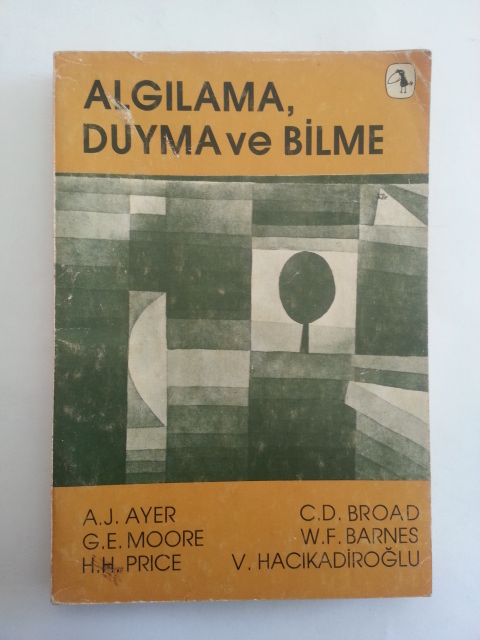 ALGILAMA,
DUYMA ve BİLME
A.J. AYER
G.E. MOORE
H.H. PRICE
C.D. BROAD
W.F. BARNES
V. HACIKADİROĞLU